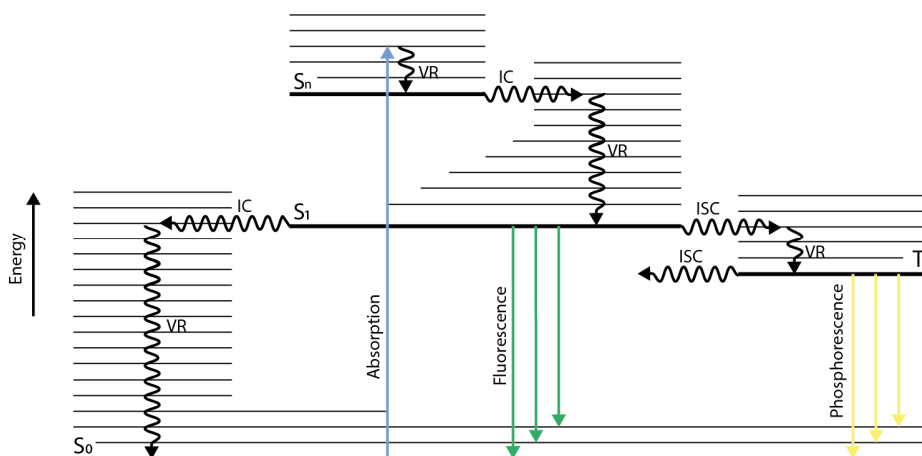 VR
Sn
IC
VR
IC
S1
ISC
VR
ISC
T
Energy
VR
Absorption
Fluorescence
Phosphorescence
S0